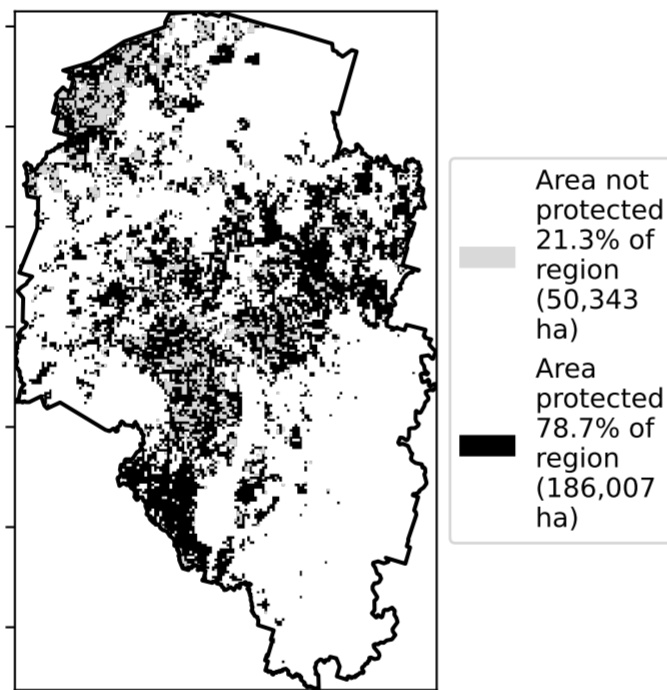 Area not
protected
21.3% of
region
(50,343
ha)
Area
protected
78.7% of
region
(186,007
ha)